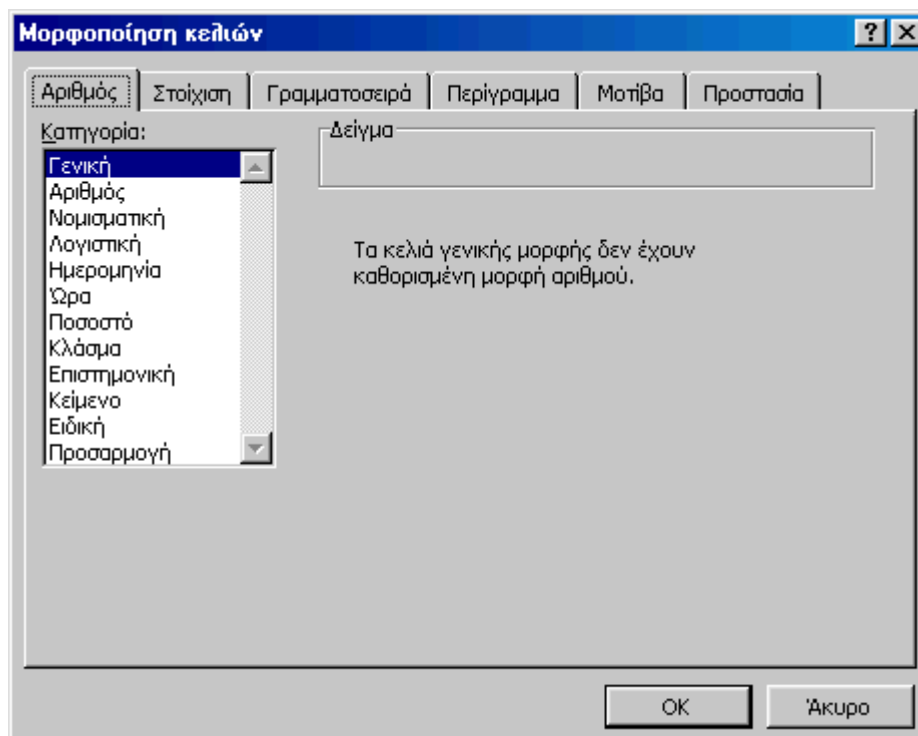 Μορφοποίηση κελιών
Αριθμός Στοίχιση Γραμματοσειρά Περίγραμμα Μοτίβα Προστασία
Κατηγορία:
Γενική
Αριθμός
Νομισματική
Λογιστική
Ημερομηνία
Ώρα
Ποσοστό
Κλάσμα
Επιστημονική
Κείμενο
Ειδική
Προσαρμογή
Δείγμα
Τα κελιά γενικής μορφής δεν έχουν
καθορισμένη μορφή αριθμού.
OK Άκυρο